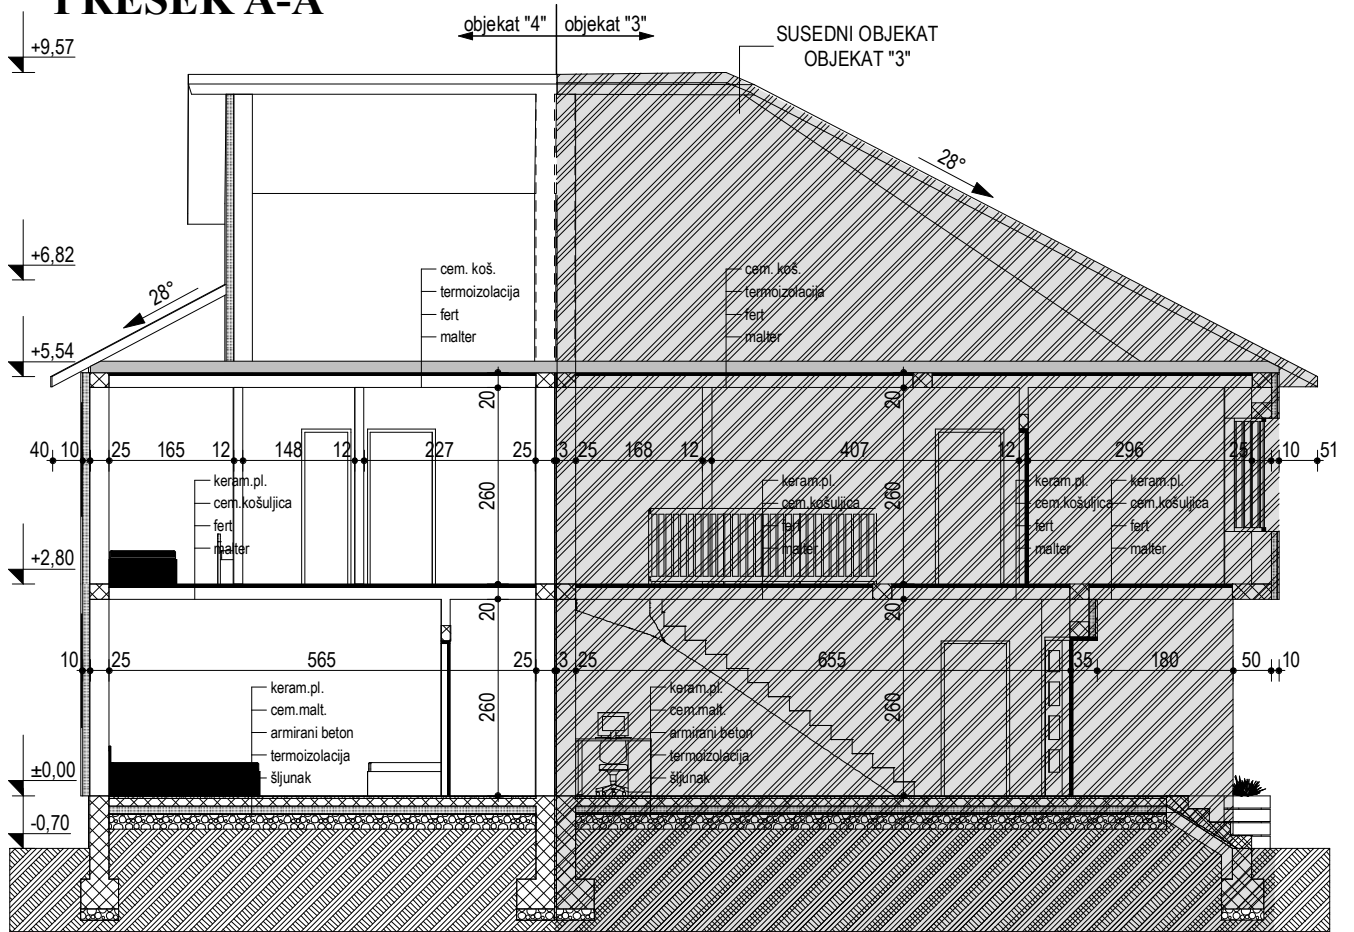 PRESEK A-A
objekat "4"
objekat "3"
SUSEDNI OBJEKAT
OBJEKAT "3"
+9,57
28°
+6,82
28°
cem. koš.
termoizolacija
fert
malter
cem. koš.
termoizolacija
fert
malter
+5,54
20
20
40 10 25 165 12 148 12 227 25 3 25 168 12 407 12 296 25 10 51
260
260
keram.pl.
cem.košuljica
fert
malter
keram.pl.
cem.košuljica
fert
malter
keram.pl.
cem.košuljica
fert
malter
keram.pl.
cem.košuljica
fert
malter
+2,80
20
20
10 25 565 25 3 25 655 35 180 50 10
260
260
keram.pl.
cem.malt.
armirani beton
termoizolacija
šljunak
keram.pl.
cem.malt.
armirani beton
termoizolacija
šljunak
±0,00
-0,70